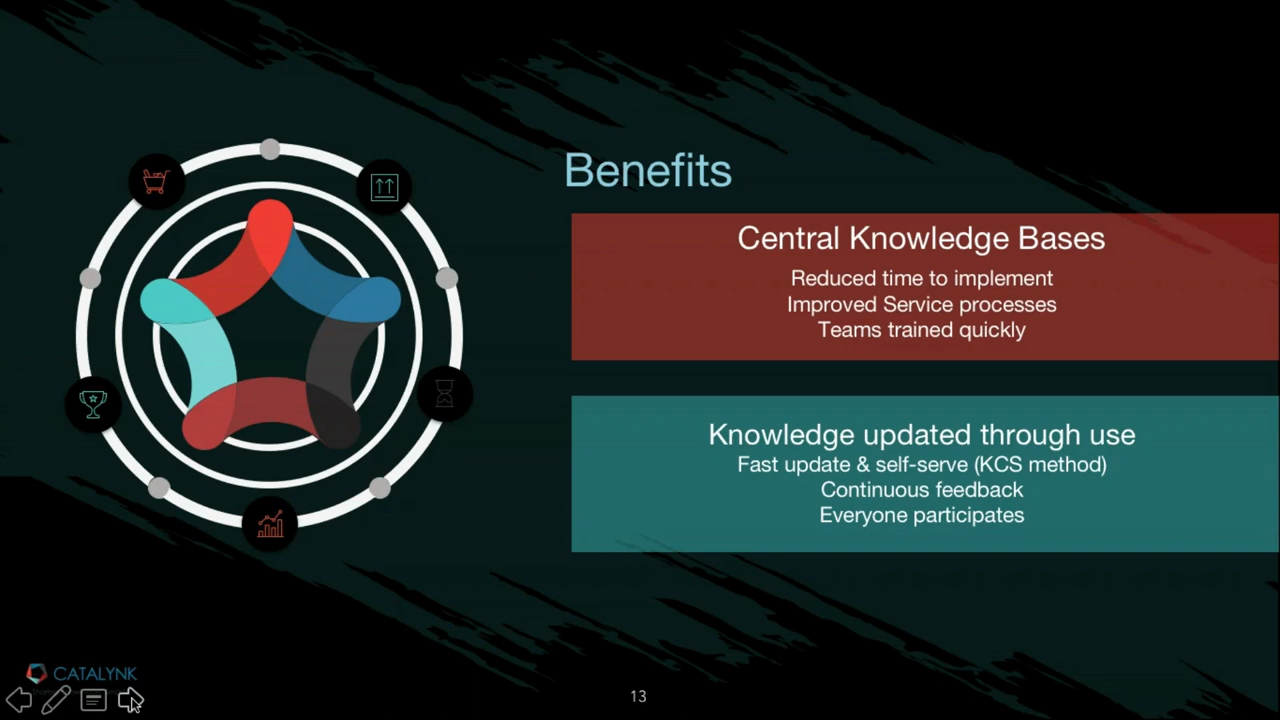 Benefits
Central Knowledge Bases
Reduced time to implement
Improved Service processes
Teams trained quickly
Knowledge updated through use
Fast update & self-serve (KCS method)
Continuous feedback
Everyone participates
CATALYNK
13